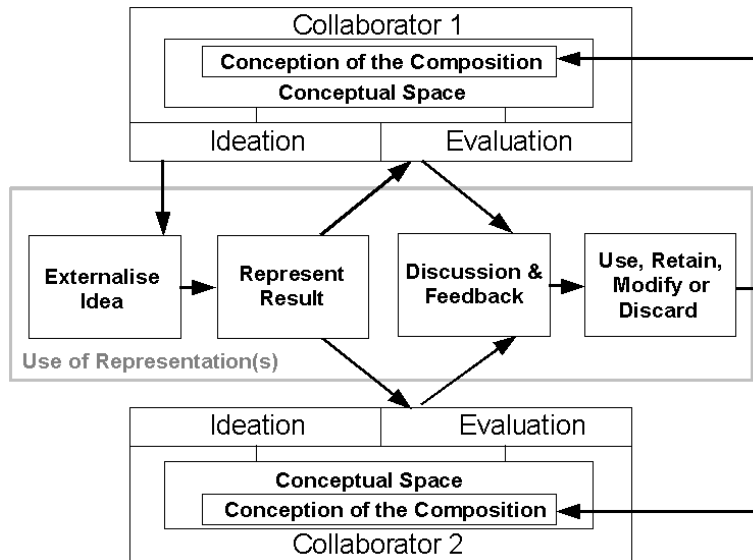 Collaborator 1
Conception of the Composition
Conceptual Space
Ideation
Evaluation
Externalise
Idea
Represent
Result
Discussion &
Feedback
Use, Retain,
Modify or
Discard
Use of Representation(s)
Ideation
Evaluation
Conceptual Space
Conception of the Composition
Collaborator 2